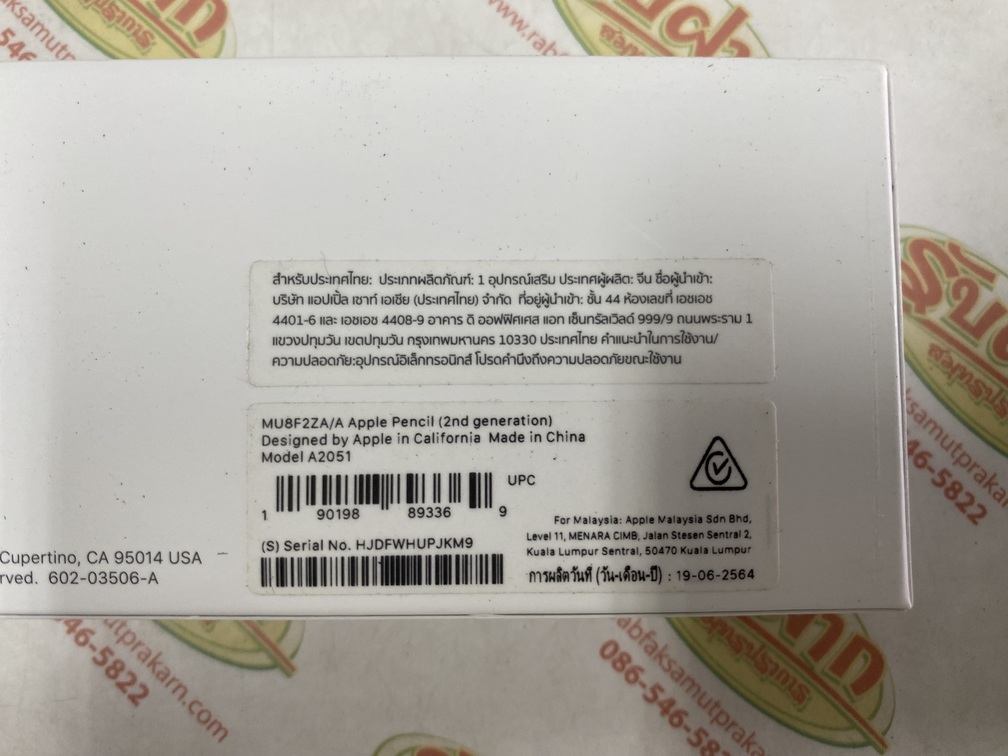 สำหรับประเทศไทย: ประเภทผลิตภัณฑ์: 1 อุปกรณ์เสริม ประเทศผู้ผลิต: จีน ชื่อผู้นำเข้า:
บริษัท แอปเปิ้ล เซาท์ เอเชีย (ประเทศไทย) จำกัด ที่อยู่ผู้นำเข้า: ชั้น 44 ห้องเลขที่ เอชเอช
4401-6 และ เอชเอช 4408-9 อาคาร ดิ ออฟฟิศเศส แอท เซ็นทรัลเวิลด์ 999/9 ถนนพระราม 1
แขวงปทุมวัน เขตปทุมวัน กรุงเทพมหานคร 10330 ประเทศไทย คำแนะนำในการใช้งาน/
ความปลอดภัย:อุปกรณ์อิเล็กทรอนิกส์ โปรดคำนึงถึงความปลอดภัยขณะใช้งาน
MU8F2ZA/A Apple Pencil (2nd generation)
Designed by Apple in California Made in China
Model A2051
UPC
1 90198 89336 9
(S) Serial No. HJDFWHUPJKM9
For Malaysia: Apple Malaysia Sdn Bhd,
Level 11, MENARA CIMB, Jalan Stesen Sentral 2,
Kuala Lumpur Sentral, 50470 Kuala Lumpur
การผลิตวันที่ (วัน-เดือน-ปี) : 19-06-2564
Cupertino, CA 95014 USA
rved. 602-03506-A
รับฝาก
สมุทรปราการ
086-546-5822